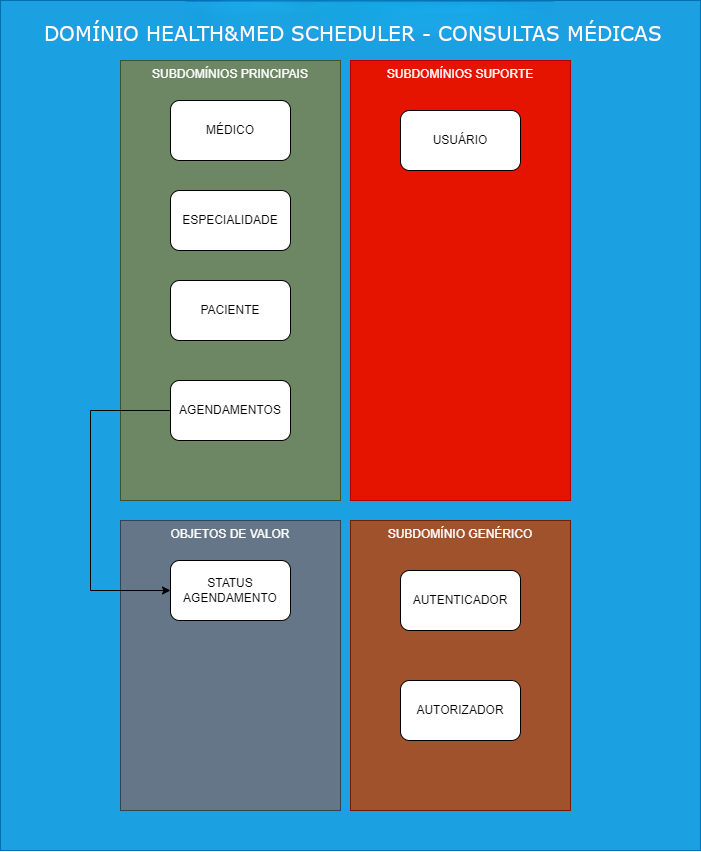 DOMÍNIO HEALTH&MED SCHEDULER - CONSULTAS MÉDICAS
SUBDOMÍNIOS PRINCIPAIS
MÉDICO
ESPECIALIDADE
PACIENTE
AGENDAMENTOS
SUBDOMÍNIOS SUPORTE
USUÁRIO
OBJETOS DE VALOR
STATUS
AGENDAMENTO
SUBDOMÍNIO GENÉRICO
AUTENTICADOR
AUTORIZADOR